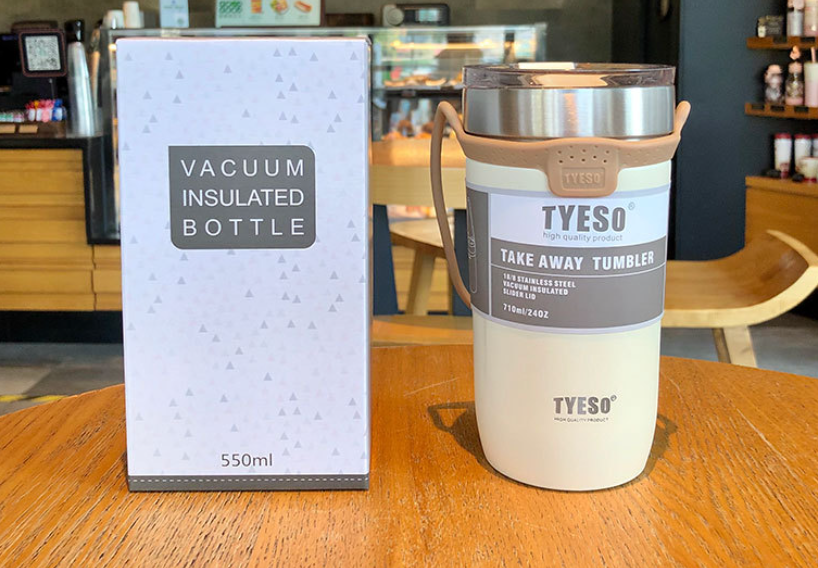 VACUUM
INSULATED
BOTTLE
550ml
TYESO
TYESO®
high quality product
TAKE AWAY TUMBLER
18/8 STAINLESS STEEL
VACUUM INSULATED
SLIDER LID
710ml/24OZ
TYESO®
HIGH QUALITY PRODUCT